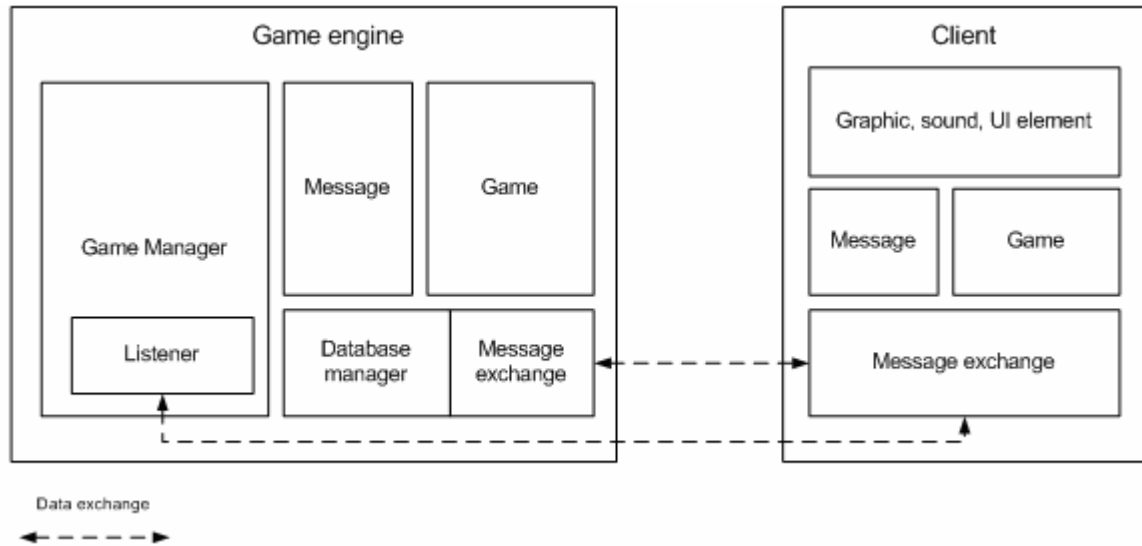 Game engine
Client
Game Manager
Listener
Message
Game
Database
manager
Message
exchange
Graphic, sound, UI element
Message
Game
Message exchange
Data exchange